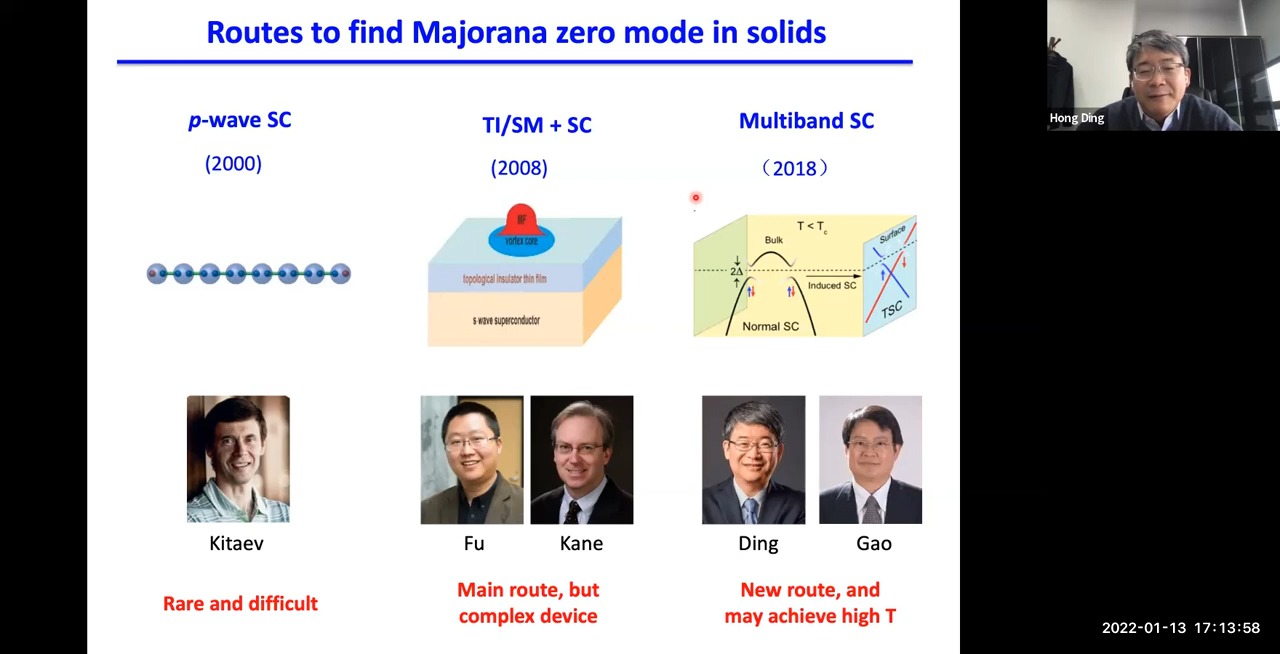 Routes to find Majorana zero mode in solids
p-wave SC
(2000)
TI/SM + SC
(2008)
Multiband SC
（2018）
MF
vortex core
topological insulator thin film
s-wave superconductor
T < Tc
Bulk
2Δ
Induced SC
Normal SC
Surface
TSC
Kitaev
Fu
Kane
Ding
Gao
Rare and difficult
Main route, but
complex device
New route, and
may achieve high T
Hong Ding
2022-01-13 17:13:58